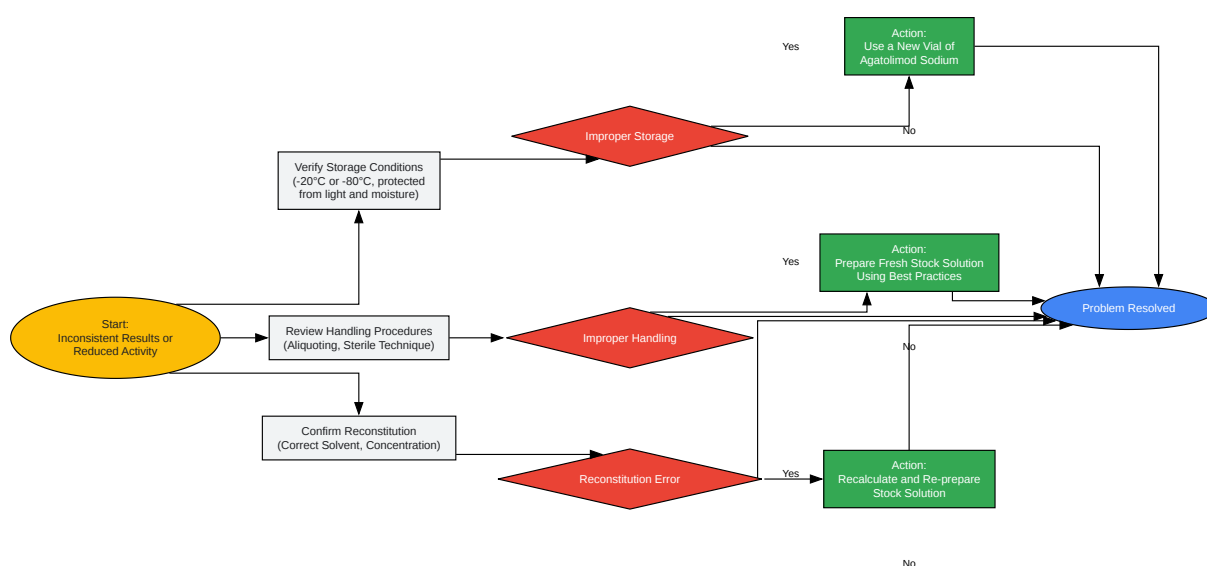 Action:
Use a New Vial of
Agatolimod Sodium
Yes
No
Improper Storage
Verify Storage Conditions
(-20°C or -80°C, protected
from light and moisture)
Action:
Prepare Fresh Stock Solution
Using Best Practices
Yes
Problem Resolved
Start:
Inconsistent Results or
Reduced Activity
Review Handling Procedures
(Aliquoting, Sterile Technique)
Improper Handling
No
Confirm Reconstitution
(Correct Solvent, Concentration)
Reconstitution Error
Yes
Action:
Recalculate and Re-prepare
Stock Solution
No